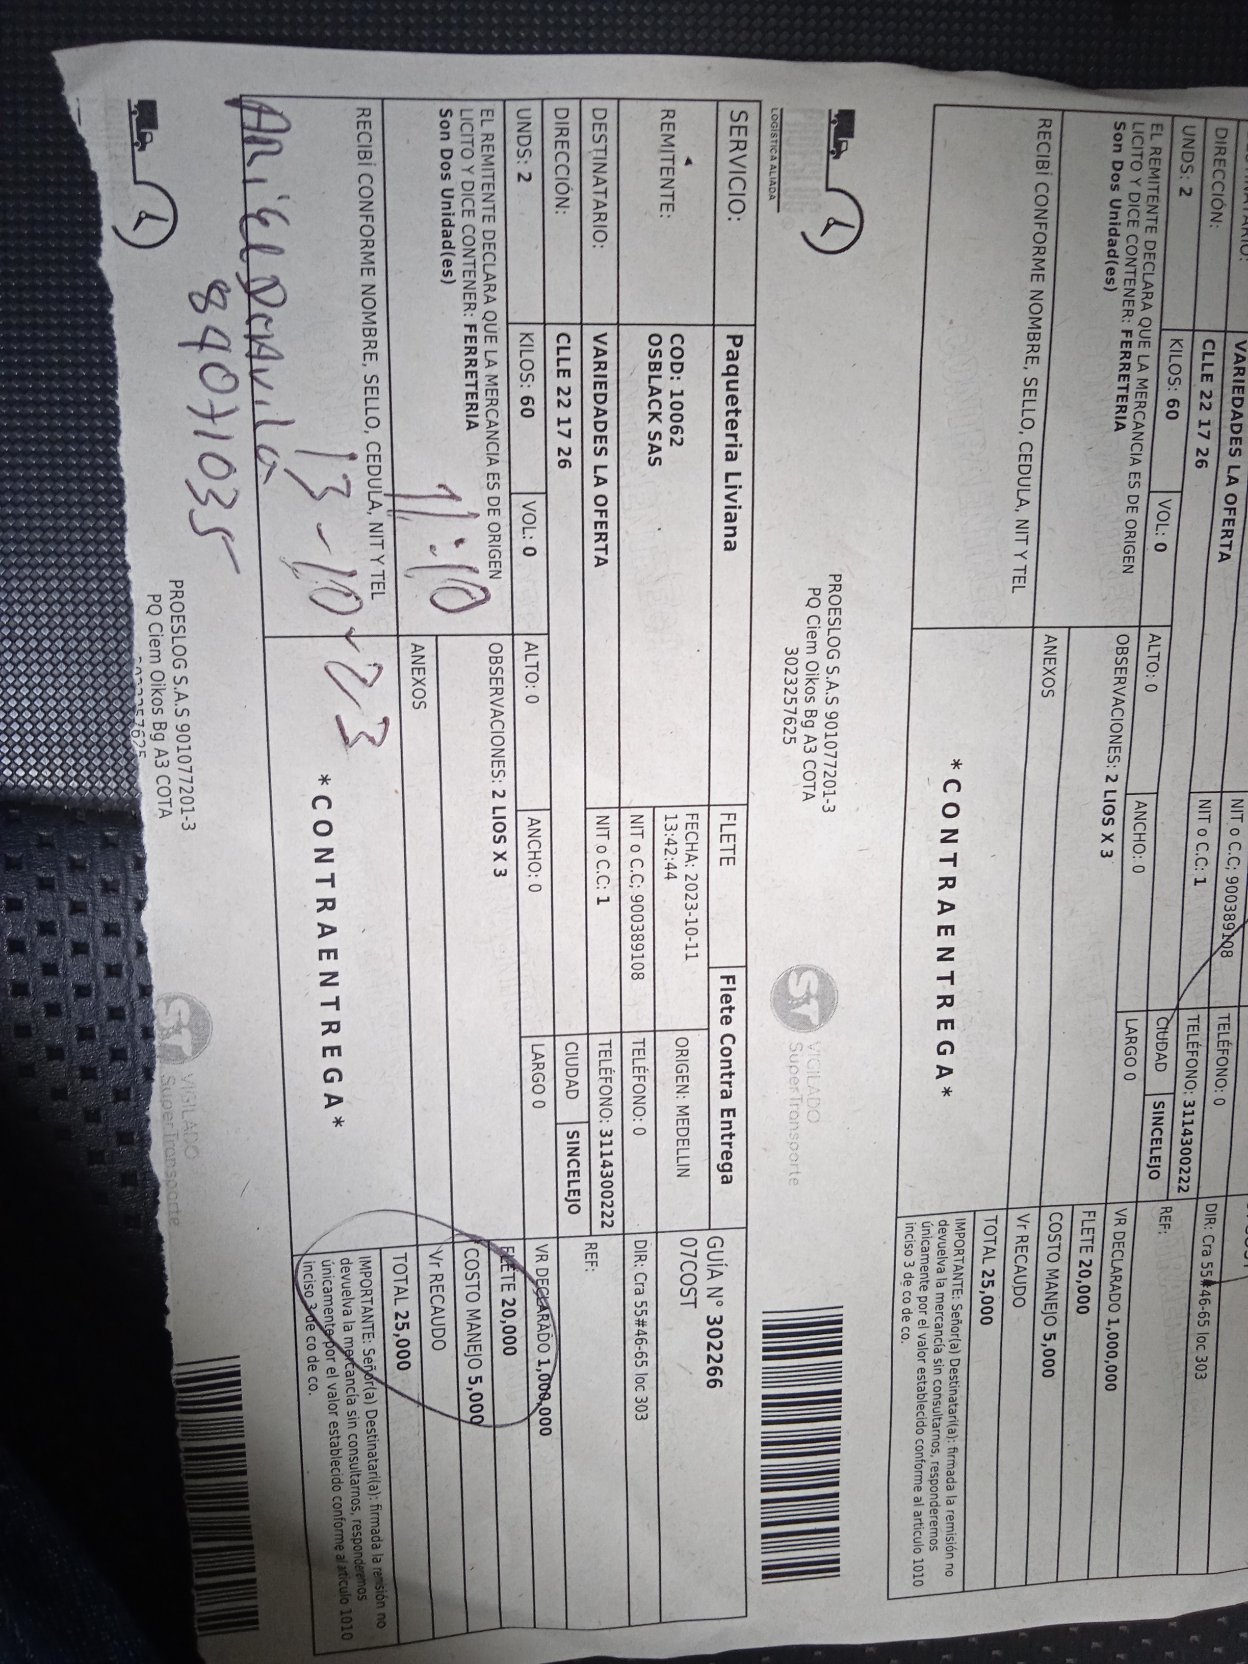 DIRECCIÓN:
VARIEDADES LA OFERTA
CLLE 22 17 26
NIT o C.C; 900389108
NIT o C.C: 1
TELÉFONO: 0
TELÉFONO: 3114300222
DIR: Cra 55#46-65 loc 303
UNDS: 2
KILOS: 60
VOL: 0
ALTO: 0
ANCHO: 0
LARGO 0
CIUDAD
SINCELEJO
REF:
EL REMITENTE DECLARA QUE LA MERCANCIA ES DE ORIGEN
LICITO Y DICE CONTENER: FERRETERIA
Son Dos Unidad(es)
OBSERVACIONES: 2 LIOS X 3
VR DECLARADO 1,000,000
FLETE 20,000
COSTO MANEJO 5,000
Vr RECAUDO
TOTAL 25,000
RECIBÍ CONFORME NOMBRE, SELLO, CEDULA, NIT Y TEL
ANEXOS
*CONTRAENTREGA*
IMPORTANTE: Señor(a) Destinatari(a): firmada la remisión no
devuelva la mercancía sin consultarnos, responderemos
únicamente por el valor establecido conforme al articulo 1010
inciso 3 de co de co.
LOGISTICA ALIADA
PROESLOG S.A.S 901077201-3
PQ Ciem Oikos Bg A3 COTA
3023257625
VIGILADO
SuperTransporte
SERVICIO:
Paqueteria Liviana
FLETE
Flete Contra Entrega
GUÍA N° 302266
07COST
REMITENTE:
COD: 10062
OSBLACK SAS
FECHA: 2023-10-11
13:42:44
ORIGEN: MEDELLIN
NIT o C.C; 900389108
TELÉFONO: 0
DIR: Cra 55#46-65 loc 303
DESTINATARIO:
VARIEDADES LA OFERTA
NIT o C.C: 1
TELÉFONO: 3114300222
REF:
DIRECCIÓN:
CLLE 22 17 26
CIUDAD
SINCELEJO
UNDS: 2
KILOS: 60
VOL: 0
ALTO: 0
ANCHO: 0
LARGO 0
VR DECLARADO 1,000,000
EL REMITENTE DECLARA QUE LA MERCANCIA ES DE ORIGEN
LICITO Y DICE CONTENER: FERRETERIA
Son Dos Unidad(es)
11:10
OBSERVACIONES: 2 LIOS X 3
FLETE 20,000
COSTO MANEJO 5,000
Vr RECAUDO
TOTAL 25,000
RECIBÍ CONFORME NOMBRE, SELLO, CEDULA, NIT Y TEL
13-10-23
ANEXOS
*CONTRAENTREGA*
IMPORTANTE: Señor(a) Destinatari(a): firmada la remisión no
devuelva la mercancía sin consultarnos, responderemos
únicamente por el valor establecido conforme al articulo 1010
inciso 3 de co de co.
PROESLOG S.A.S 901077201-3
PQ Ciem Oikos Bg A3 COTA
3023257625
VIGILADO
SuperTransporte